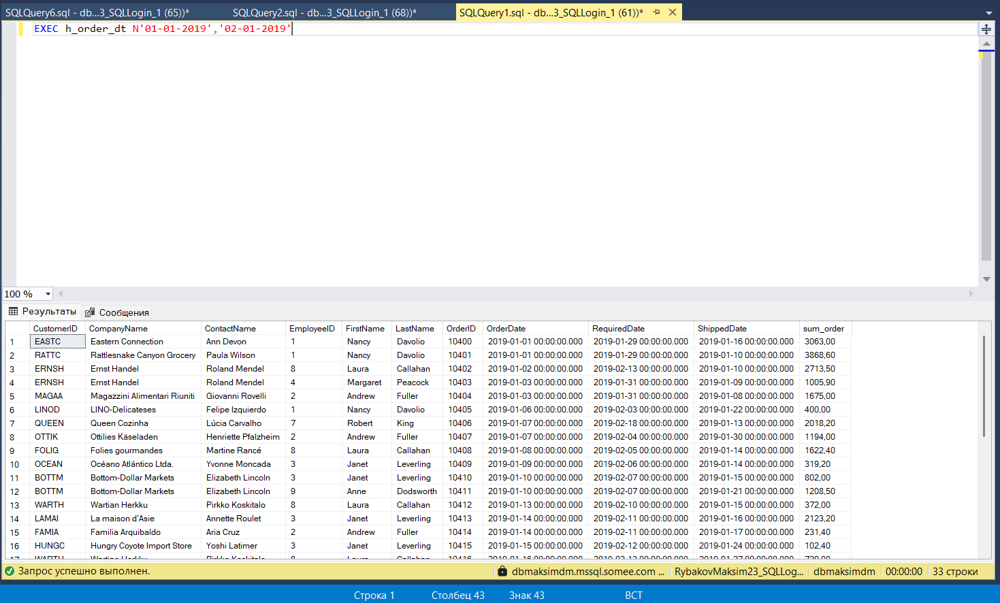 SQLQuery6.sql - db...3_SQLLogin_1 (65))* SQLQuery2.sql - db...3_SQLLogin_1 (68))* SQLQuery1.sql - db...3_SQLLogin_1 (61))*
EXEC h_order_dt N'01-01-2019','02-01-2019'
100 %
Результаты Сообщения
CustomerID CompanyName ContactName EmployeeID FirstName LastName OrderID OrderDate RequiredDate ShippedDate sum_order
1 EASTC Eastern Connection Ann Devon 1 Nancy Davolio 10400 2019-01-01 00:00:00.000 2019-01-29 00:00:00.000 2019-01-16 00:00:00.000 3063,00
2 RATTC Rattlesnake Canyon Grocery Paula Wilson 1 Nancy Davolio 10401 2019-01-01 00:00:00.000 2019-01-29 00:00:00.000 2019-01-10 00:00:00.000 3868,60
3 ERNSH Ernst Handel Roland Mendel 8 Laura Callahan 10402 2019-01-02 00:00:00.000 2019-02-13 00:00:00.000 2019-01-10 00:00:00.000 2713,50
4 ERNSH Ernst Handel Roland Mendel 4 Margaret Peacock 10403 2019-01-03 00:00:00.000 2019-01-31 00:00:00.000 2019-01-09 00:00:00.000 1005,90
5 MAGAA Magazzini Alimentari Riuniti Giovanni Rovelli 2 Andrew Fuller 10404 2019-01-03 00:00:00.000 2019-01-31 00:00:00.000 2019-01-08 00:00:00.000 1675,00
6 LINOD LINO-Delicateses Felipe Izquierdo 1 Nancy Davolio 10405 2019-01-06 00:00:00.000 2019-02-03 00:00:00.000 2019-01-22 00:00:00.000 400,00
7 QUEEN Queen Cozinha Lúcia Carvalho 7 Robert King 10406 2019-01-07 00:00:00.000 2019-02-18 00:00:00.000 2019-01-13 00:00:00.000 2018,20
8 OTTIK Ottilies Käseladen Henriette Pfalzheim 2 Andrew Fuller 10407 2019-01-07 00:00:00.000 2019-02-04 00:00:00.000 2019-01-30 00:00:00.000 1194,00
9 FOLIG Folies gourmandes Martine Rancé 8 Laura Callahan 10408 2019-01-08 00:00:00.000 2019-02-05 00:00:00.000 2019-01-14 00:00:00.000 1622,40
10 OCEAN Océano Atlántico Ltda. Yvonne Moncada 3 Janet Leverling 10409 2019-01-09 00:00:00.000 2019-02-06 00:00:00.000 2019-01-14 00:00:00.000 319,20
11 BOTTM Bottom-Dollar Markets Elizabeth Lincoln 3 Janet Leverling 10410 2019-01-10 00:00:00.000 2019-02-07 00:00:00.000 2019-01-15 00:00:00.000 802,00
12 BOTTM Bottom-Dollar Markets Elizabeth Lincoln 9 Anne Dodsworth 10411 2019-01-10 00:00:00.000 2019-02-07 00:00:00.000 2019-01-21 00:00:00.000 1208,50
13 WARTH Wartian Herkku Pirkko Koskitalo 8 Laura Callahan 10412 2019-01-13 00:00:00.000 2019-02-10 00:00:00.000 2019-01-15 00:00:00.000 372,00
14 LAMAI La maison d'Asie Annette Roulet 3 Janet Leverling 10413 2019-01-14 00:00:00.000 2019-02-11 00:00:00.000 2019-01-16 00:00:00.000 2123,20
15 FAMIA Familia Arquibaldo Aria Cruz 2 Andrew Fuller 10414 2019-01-14 00:00:00.000 2019-02-11 00:00:00.000 2019-01-17 00:00:00.000 231,40
16 HUNGC Hungry Coyote Import Store Yoshi Latimer 3 Janet Leverling 10415 2019-01-15 00:00:00.000 2019-02-12 00:00:00.000 2019-01-24 00:00:00.000 102,40
Запрос успешно выполнен. dbmaksimdm.mssql.somee.com ... RybakovMaksim23_SQLLog... dbmaksimdm 00:00:00 33 строки
Строка 1 Столбец 43 Знак 43 ВСТ